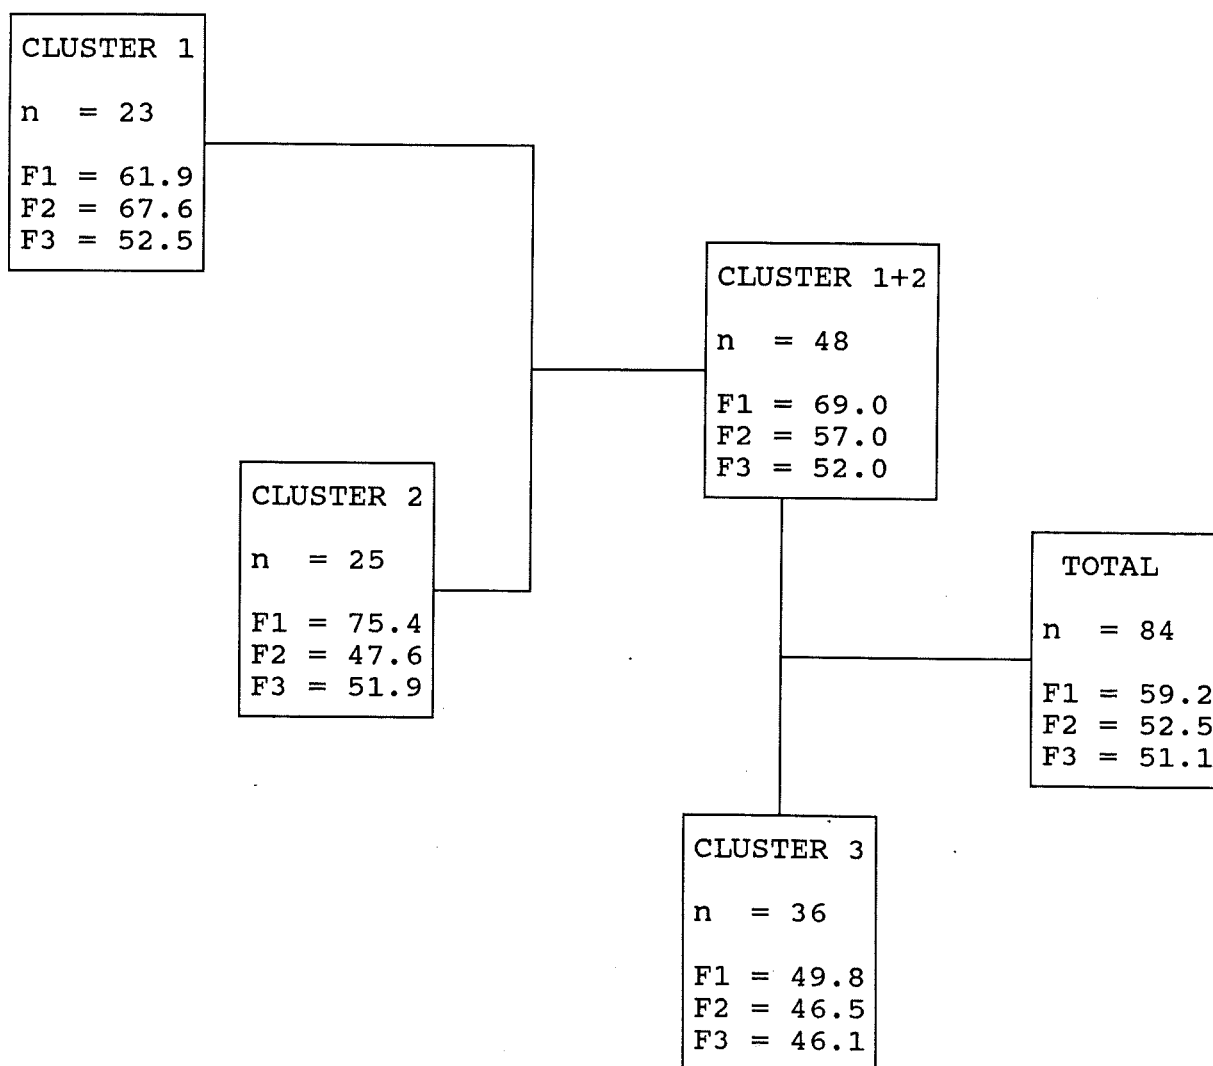 CLUSTER 1
n = 23
F1 = 61.9
F2 = 67.6
F3 = 52.5
CLUSTER 1+2
n = 48
F1 = 69.0
F2 = 57.0
F3 = 52.0
CLUSTER 2
n = 25
F1 = 75.4
F2 = 47.6
F3 = 51.9
TOTAL
n = 84
F1 = 59.2
F2 = 52.5
F3 = 51.1
CLUSTER 3
n = 36
F1 = 49.8
F2 = 46.5
F3 = 46.1